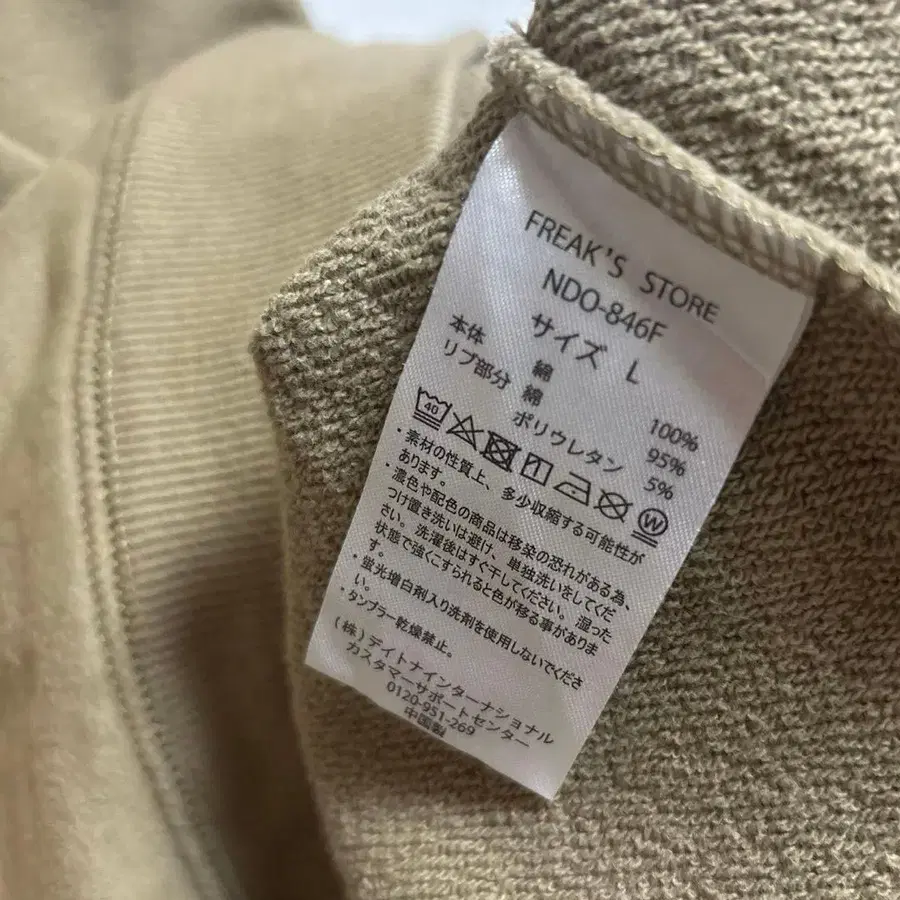 FREAK'S STORE
NDO-846F
サイズ L
本体 綿 100%
リブ部分 綿 95%
ポリウレタン 5%
40
W
・素材の性質上、多少収縮する可能性が
あります。
・濃色や配色の商品は移染の恐れがある為、
つけ置き洗いは避け、単独洗いをしてくだ
さい。洗濯後はすぐ干してください。湿った
状態で強くこすられると色が移る事がありま
す。
・蛍光増白剤入り洗剤を使用しないでくださ
い。
・タンブラー乾燥禁止。
(株)デイトナインターナショナル
カスタマーサポートセンター
0120-951-269
中国製